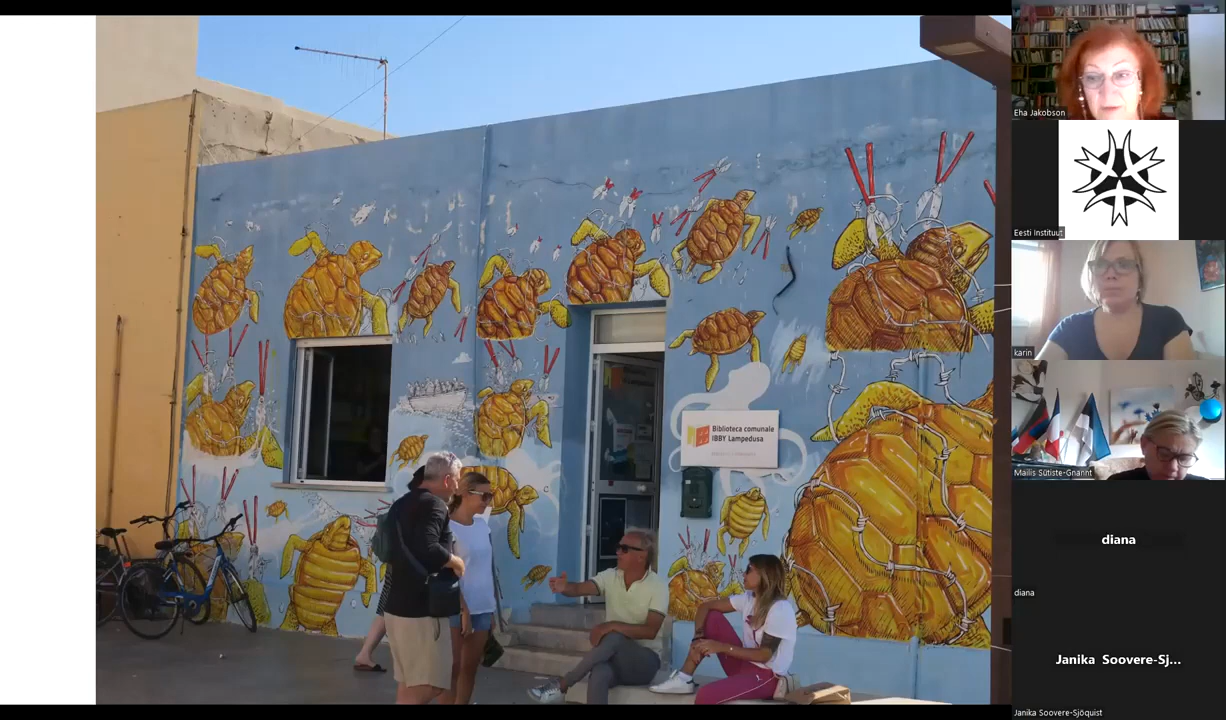 Biblioteca comunale
IBBY Lampedusa
Eha Jakobson
Eesti Instituut
karin
Mailis Sütiste-Gnannt
diana
diana
Janika Soovere-Sj...
Janika Soovere-Sjöquist